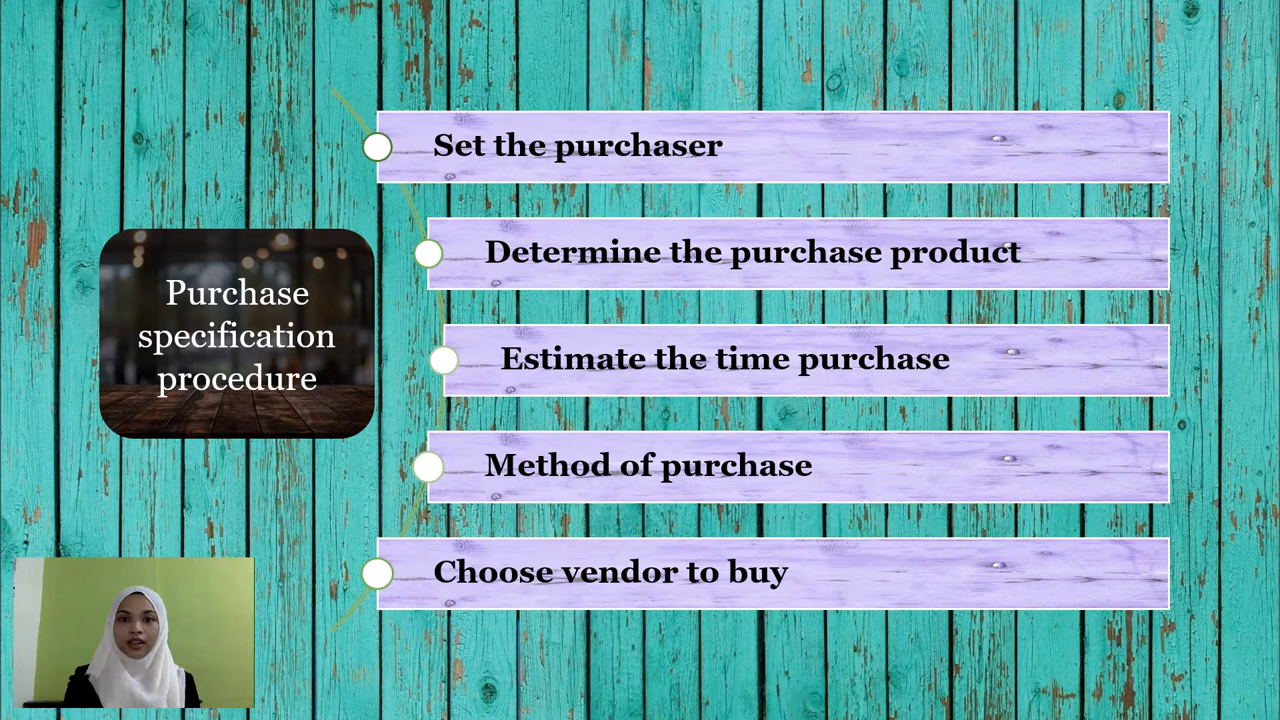 Purchase
specification
procedure
Set the purchaser
Determine the purchase product
Estimate the time purchase
Method of purchase
Choose vendor to buy